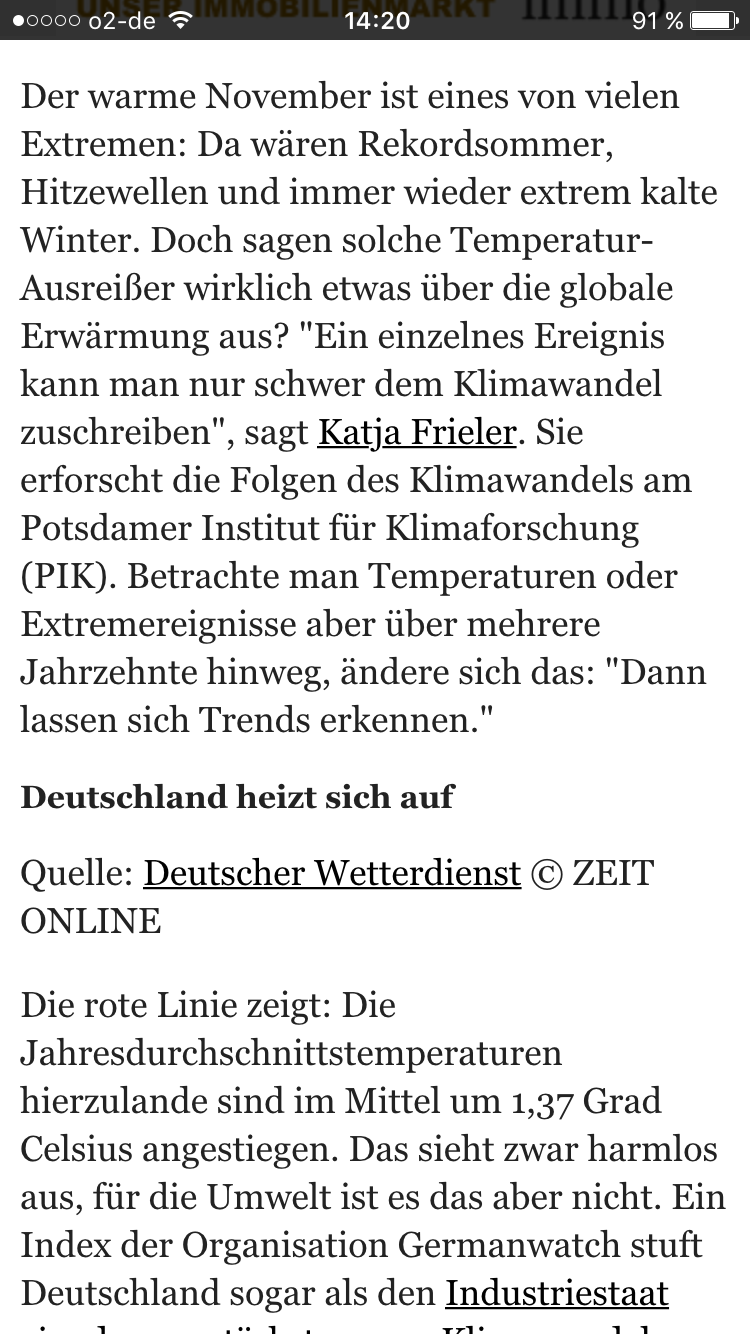 UNSER IMMOBILIENMARKT
o2-de 14:20 91 %
Der warme November ist eines von vielen
Extremen: Da wären Rekordsommer,
Hitzewellen und immer wieder extrem kalte
Winter. Doch sagen solche Temperatur-
Ausreißer wirklich etwas über die globale
Erwärmung aus? "Ein einzelnes Ereignis
kann man nur schwer dem Klimawandel
zuschreiben", sagt Katja Frieler. Sie
erforscht die Folgen des Klimawandels am
Potsdamer Institut für Klimaforschung
(PIK). Betrachte man Temperaturen oder
Extremereignisse aber über mehrere
Jahrzehnte hinweg, ändere sich das: "Dann
lassen sich Trends erkennen."
Deutschland heizt sich auf
Quelle: Deutscher Wetterdienst © ZEIT
ONLINE
Die rote Linie zeigt: Die
Jahresdurchschnittstemperaturen
hierzulande sind im Mittel um 1,37 Grad
Celsius angestiegen. Das sieht zwar harmlos
aus, für die Umwelt ist es das aber nicht. Ein
Index der Organisation Germanwatch stuft
Deutschland sogar als den Industriestaat